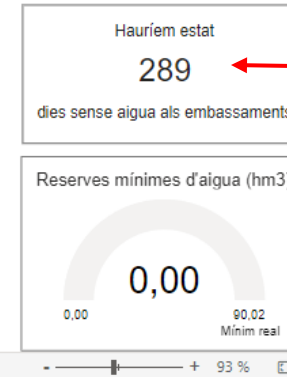 Hauríem estat
289
dies sense aigua als embassaments
Reserves mínimes d'aigua (hm3
0,00
0,00
90,02
Mínim real
- + 93 %